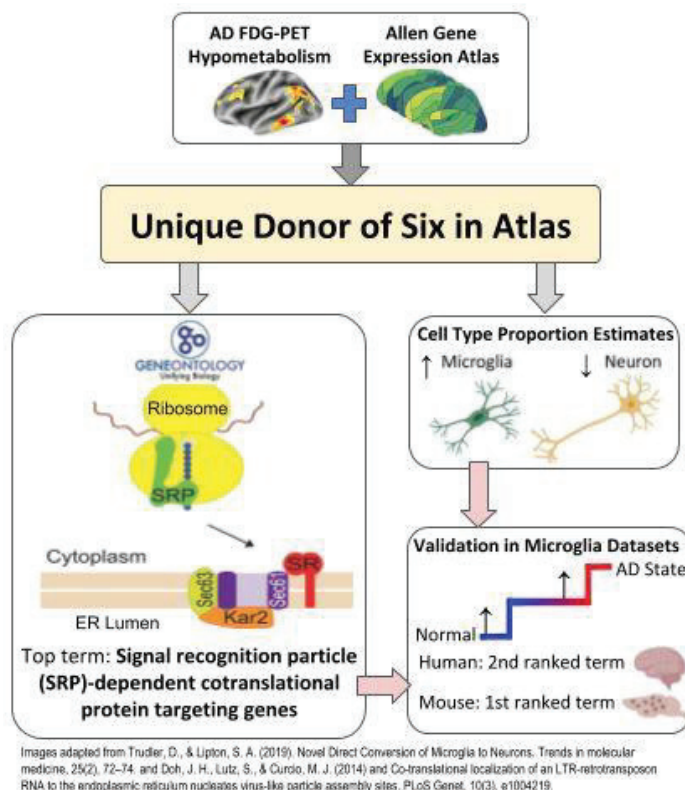 AD FDG-PET
Hypometabolism
Allen Gene
Expression Atlas
Unique Donor of Six in Atlas
GENEONTOLOGY
Unifying Biology
Ribosome
SRP
Cytoplasm
SR
Sec63
Sec61
Kar2
ER Lumen
Top term: Signal recognition particle
(SRP)-dependent cotranslational
protein targeting genes
Cell Type Proportion Estimates
↑ Microglia
↓ Neuron
Validation in Microglia Datasets
AD State
Normal
Human: 2nd ranked term
Mouse: 1st ranked term
Images adapted from Trudler, D., & Lipton, S. A. (2019). Novel Direct Conversion of Microglia to Neurons. Trends in molecular
medicine, 25(2), 72–74. and Doh, J. H., Lutz, S., & Curcio, M. J. (2014) and Co-translational localization of an LTR-retrotransposon
RNA to the endoplasmic reticulum nucleates virus-like particle assembly sites. PLoS Genet, 10(3), e1004219.